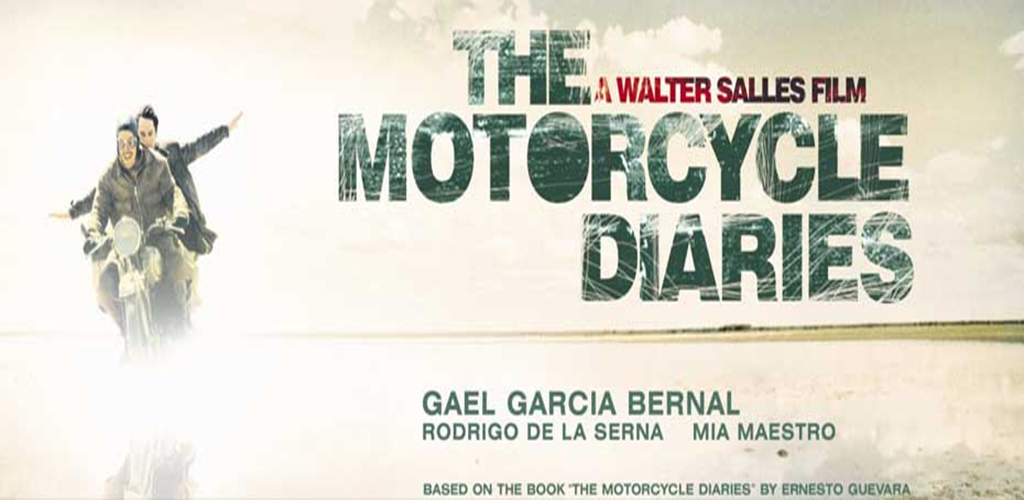 THE
A WALTER SALLES FILM
MOTORCYCLE
DIARIES
GAEL GARCIA BERNAL
RODRIGO DE LA SERNA MIA MAESTRO
BASED ON THE BOOK "THE MOTORCYCLE DIARIES" BY ERNESTO GUEVARA